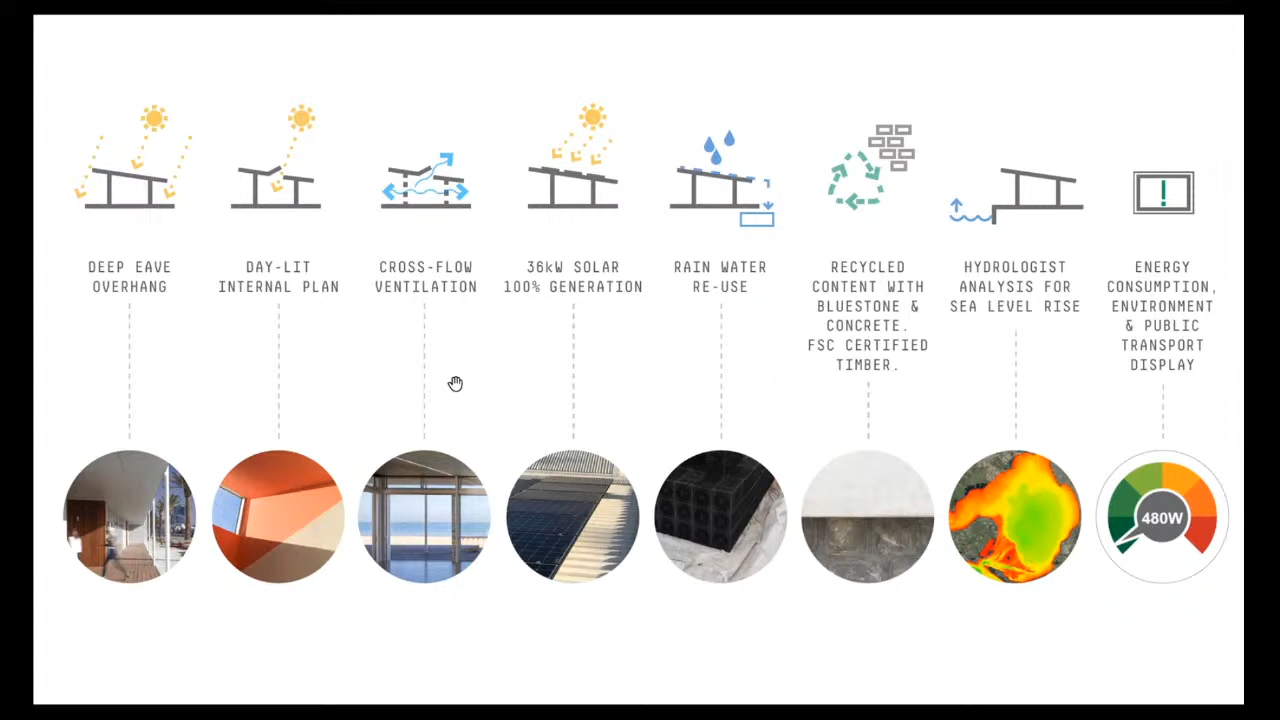 DEEP EAVE
OVERHANG
DAY-LIT
INTERNAL PLAN
CROSS-FLOW
VENTILATION
36kW SOLAR
100% GENERATION
RAIN WATER
RE-USE
RECYCLED
CONTENT WITH
BLUESTONE &
CONCRETE.
FSC CERTIFIED
TIMBER.
HYDROLOGIST
ANALYSIS FOR
SEA LEVEL RISE
ENERGY
CONSUMPTION,
ENVIRONMENT
& PUBLIC
TRANSPORT
DISPLAY
!
480W